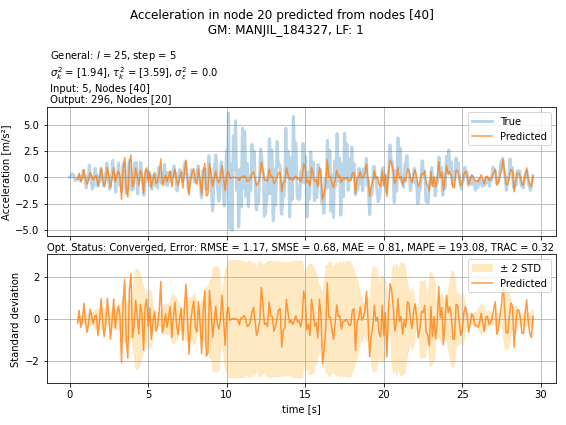 Acceleration in node 20 predicted from nodes [40]
GM: MANJIL_184327, LF: 1
General: l = 25, step = 5
σ²ₖ = [1.94], τ²ₖ = [3.59], σ²ε = 0.0
Input: 5, Nodes [40]
Output: 296, Nodes [20]
Acceleration [m/s²]
5.0
2.5
0.0
−2.5
−5.0
True
Predicted
Opt. Status: Converged, Error: RMSE = 1.17, SMSE = 0.68, MAE = 0.81, MAPE = 193.08, TRAC = 0.32
Standard deviation
2
0
−2
± 2 STD
Predicted
0 5 10 15 20 25 30
time [s]